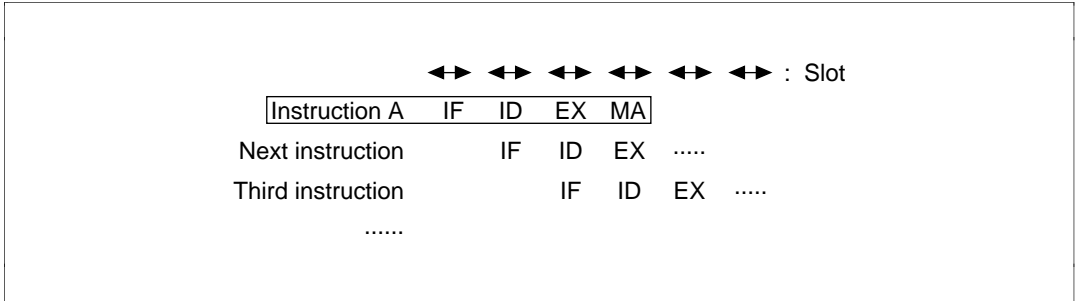 : Slot
Instruction A IF ID EX MA
Next instruction IF ID EX .....
Third instruction IF ID EX .....
......